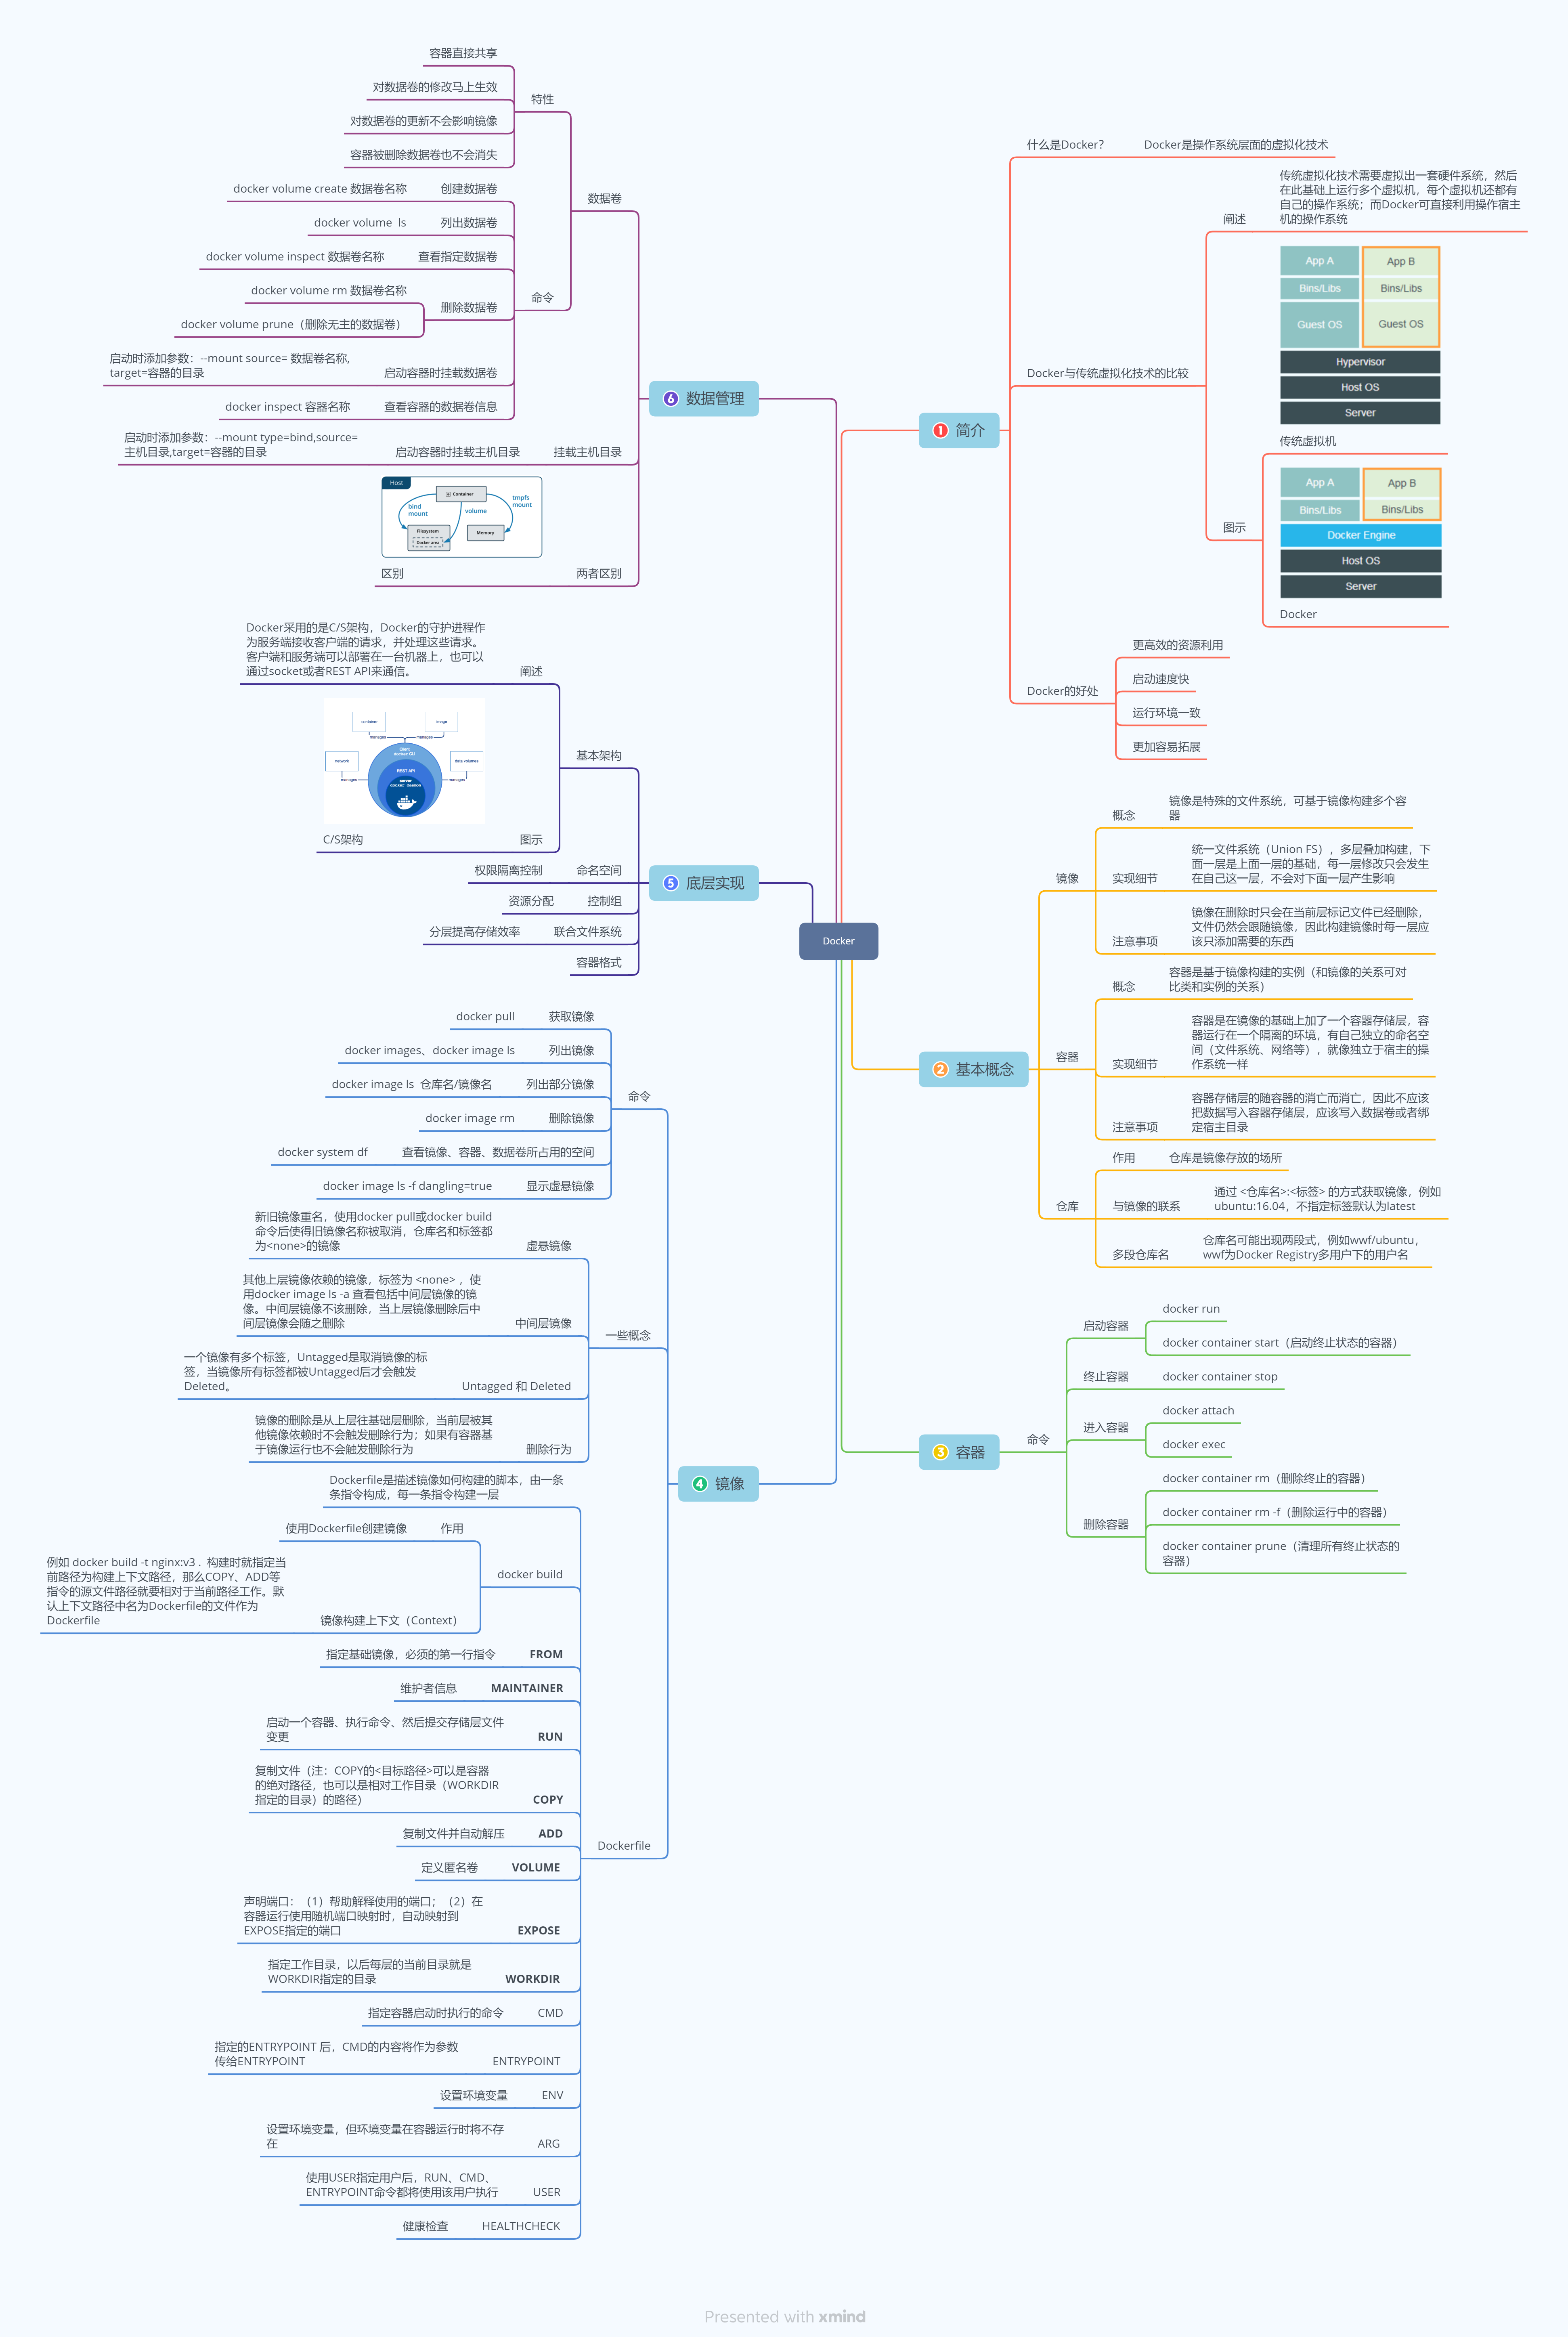 Docker
1 简介
什么是Docker？
Docker是操作系统层面的虚拟化技术
Docker与传统虚拟化技术的比较
阐述
传统虚拟化技术需要虚拟出一套硬件系统，然后
在此基础上运行多个虚拟机，每个虚拟机还都有
自己的操作系统；而Docker可直接利用操作宿主
机的操作系统
图示
App A
App B
Bins/Libs
Bins/Libs
Guest OS
Guest OS
Hypervisor
Host OS
Server
传统虚拟机
App A
App B
Bins/Libs
Bins/Libs
Docker Engine
Host OS
Server
Docker
Docker的好处
更高效的资源利用
启动速度快
运行环境一致
更加容易拓展
2 基本概念
镜像
概念
镜像是特殊的文件系统，可基于镜像构建多个容
器
实现细节
统一文件系统（Union FS），多层叠加构建，下
面一层是上面一层的基础，每一层修改只会发生
在自己这一层，不会对下面一层产生影响
注意事项
镜像在删除时只会在当前层标记文件已经删除，
文件仍然会跟随镜像，因此构建镜像时每一层应
该只添加需要的东西
容器
概念
容器是基于镜像构建的实例（和镜像的关系可对
比类和实例的关系）
实现细节
容器是在镜像的基础上加了一个容器存储层，容
器运行在一个隔离的环境，有自己独立的命名空
间（文件系统、网络等），就像独立于宿主的操
作系统一样
注意事项
容器存储层的随容器的消亡而消亡，因此不应该
把数据写入容器存储层，应该写入数据卷或者绑
定宿主目录
仓库
作用
仓库是镜像存放的场所
与镜像的联系
通过 <仓库名>:<标签> 的方式获取镜像，例如
ubuntu:16.04，不指定标签默认为latest
多段仓库名
仓库名可能出现两段式，例如wwf/ubuntu，
wwf为Docker Registry多用户下的用户名
3 容器
命令
启动容器
docker run
docker container start（启动终止状态的容器）
终止容器
docker container stop
进入容器
docker attach
docker exec
删除容器
docker container rm（删除终止的容器）
docker container rm -f（删除运行中的容器）
docker container prune（清理所有终止状态的
容器）
4 镜像
命令
获取镜像
docker pull
列出镜像
docker images、docker image ls
列出部分镜像
docker image ls 仓库名/镜像名
删除镜像
docker image rm
查看镜像、容器、数据卷所占用的空间
docker system df
显示虚悬镜像
docker image ls -f dangling=true
一些概念
虚悬镜像
新旧镜像重名，使用docker pull或docker build
命令后使得旧镜像名称被取消，仓库名和标签都
为<none>的镜像
中间层镜像
其他上层镜像依赖的镜像，标签为 <none> ，使
用docker image ls -a 查看包括中间层镜像的镜
像。中间层镜像不该删除，当上层镜像删除后中
间层镜像会随之删除
Untagged 和 Deleted
一个镜像有多个标签，Untagged是取消镜像的标
签，当镜像所有标签都被Untagged后才会触发
Deleted。
删除行为
镜像的删除是从上层往基础层删除，当前层被其
他镜像依赖时不会触发删除行为；如果有容器基
于镜像运行也不会触发删除行为
Dockerfile
Dockerfile是描述镜像如何构建的脚本，由一条
条指令构成，每一条指令构建一层
docker build
作用
使用Dockerfile创建镜像
镜像构建上下文（Context）
例如 docker build -t nginx:v3 . 构建时就指定当
前路径为构建上下文路径，那么COPY、ADD等
指令的源文件路径就要相对于当前路径工作。默
认上下文路径中名为Dockerfile的文件作为
Dockerfile
FROM
指定基础镜像，必须的第一行指令
MAINTAINER
维护者信息
RUN
启动一个容器、执行命令、然后提交存储层文件
变更
COPY
复制文件（注：COPY的<目标路径>可以是容器
的绝对路径，也可以是相对工作目录（WORKDIR
指定的目录）的路径）
ADD
复制文件并自动解压
VOLUME
定义匿名卷
EXPOSE
声明端口：（1）帮助解释使用的端口；（2）在
容器运行使用随机端口映射时，自动映射到
EXPOSE指定的端口
WORKDIR
指定工作目录，以后每层的当前目录就是
WORKDIR指定的目录
CMD
指定容器启动时执行的命令
ENTRYPOINT
指定的ENTRYPOINT 后，CMD的内容将作为参数
传给ENTRYPOINT
ENV
设置环境变量
ARG
设置环境变量，但环境变量在容器运行时将不存
在
USER
使用USER指定用户后，RUN、CMD、
ENTRYPOINT命令都将使用该用户执行
HEALTHCHECK
健康检查
5 底层实现
基本架构
阐述
Docker采用的是C/S架构，Docker的守护进程作
为服务端接收客户端的请求，并处理这些请求。
客户端和服务端可以部署在一台机器上，也可以
通过socket或者REST API来通信。
图示
container
image
manages
manages
Client
docker CLI
network
data volumes
REST API
manages
manages
server
docker daemon
C/S架构
命名空间
权限隔离控制
控制组
资源分配
联合文件系统
分层提高存储效率
容器格式
6 数据管理
数据卷
特性
容器直接共享
对数据卷的修改马上生效
对数据卷的更新不会影响镜像
容器被删除数据卷也不会消失
命令
创建数据卷
docker volume create 数据卷名称
列出数据卷
docker volume ls
查看指定数据卷
docker volume inspect 数据卷名称
删除数据卷
docker volume rm 数据卷名称
docker volume prune（删除无主的数据卷）
启动容器时挂载数据卷
启动时添加参数：--mount source= 数据卷名称,
target=容器的目录
查看容器的数据卷信息
docker inspect 容器名称
挂载主机目录
启动容器时挂载主机目录
启动时添加参数：--mount type=bind,source=
主机目录,target=容器的目录
两者区别
Host
Container
bind
mount
volume
tmpfs
mount
Filesystem
Docker area
Memory
区别
Presented with xmind